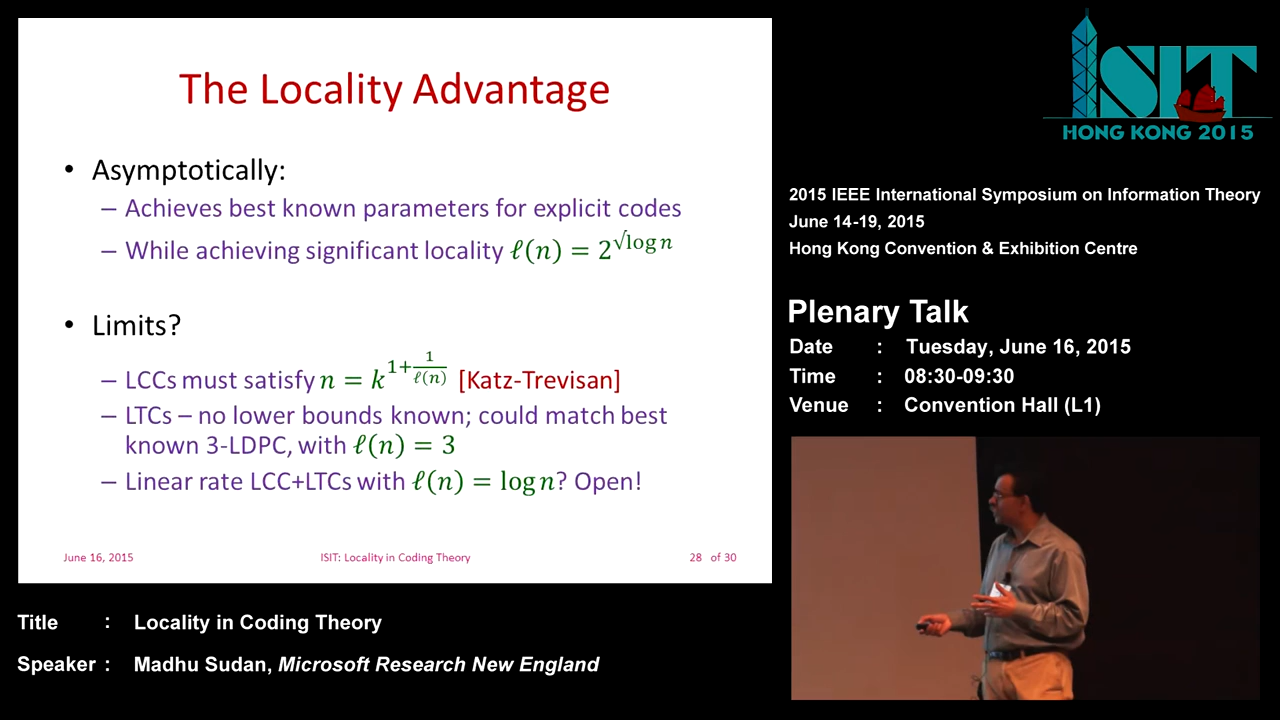 The Locality Advantage
• Asymptotically:
– Achieves best known parameters for explicit codes
– While achieving significant locality ℓ(n) = 2^{√log n}
• Limits?
– LCCs must satisfy n = k^{1+\frac{1}{ℓ(n)}} [Katz-Trevisan]
– LTCs – no lower bounds known; could match best
known 3-LDPC, with ℓ(n) = 3
– Linear rate LCC+LTCs with ℓ(n) = log n? Open!
June 16, 2015 ISIT: Locality in Coding Theory 28 of 30
Title : Locality in Coding Theory
Speaker : Madhu Sudan, Microsoft Research New England
ISIT
HONG KONG 2015
2015 IEEE International Symposium on Information Theory
June 14-19, 2015
Hong Kong Convention & Exhibition Centre
Plenary Talk
Date : Tuesday, June 16, 2015
Time : 08:30-09:30
Venue : Convention Hall (L1)